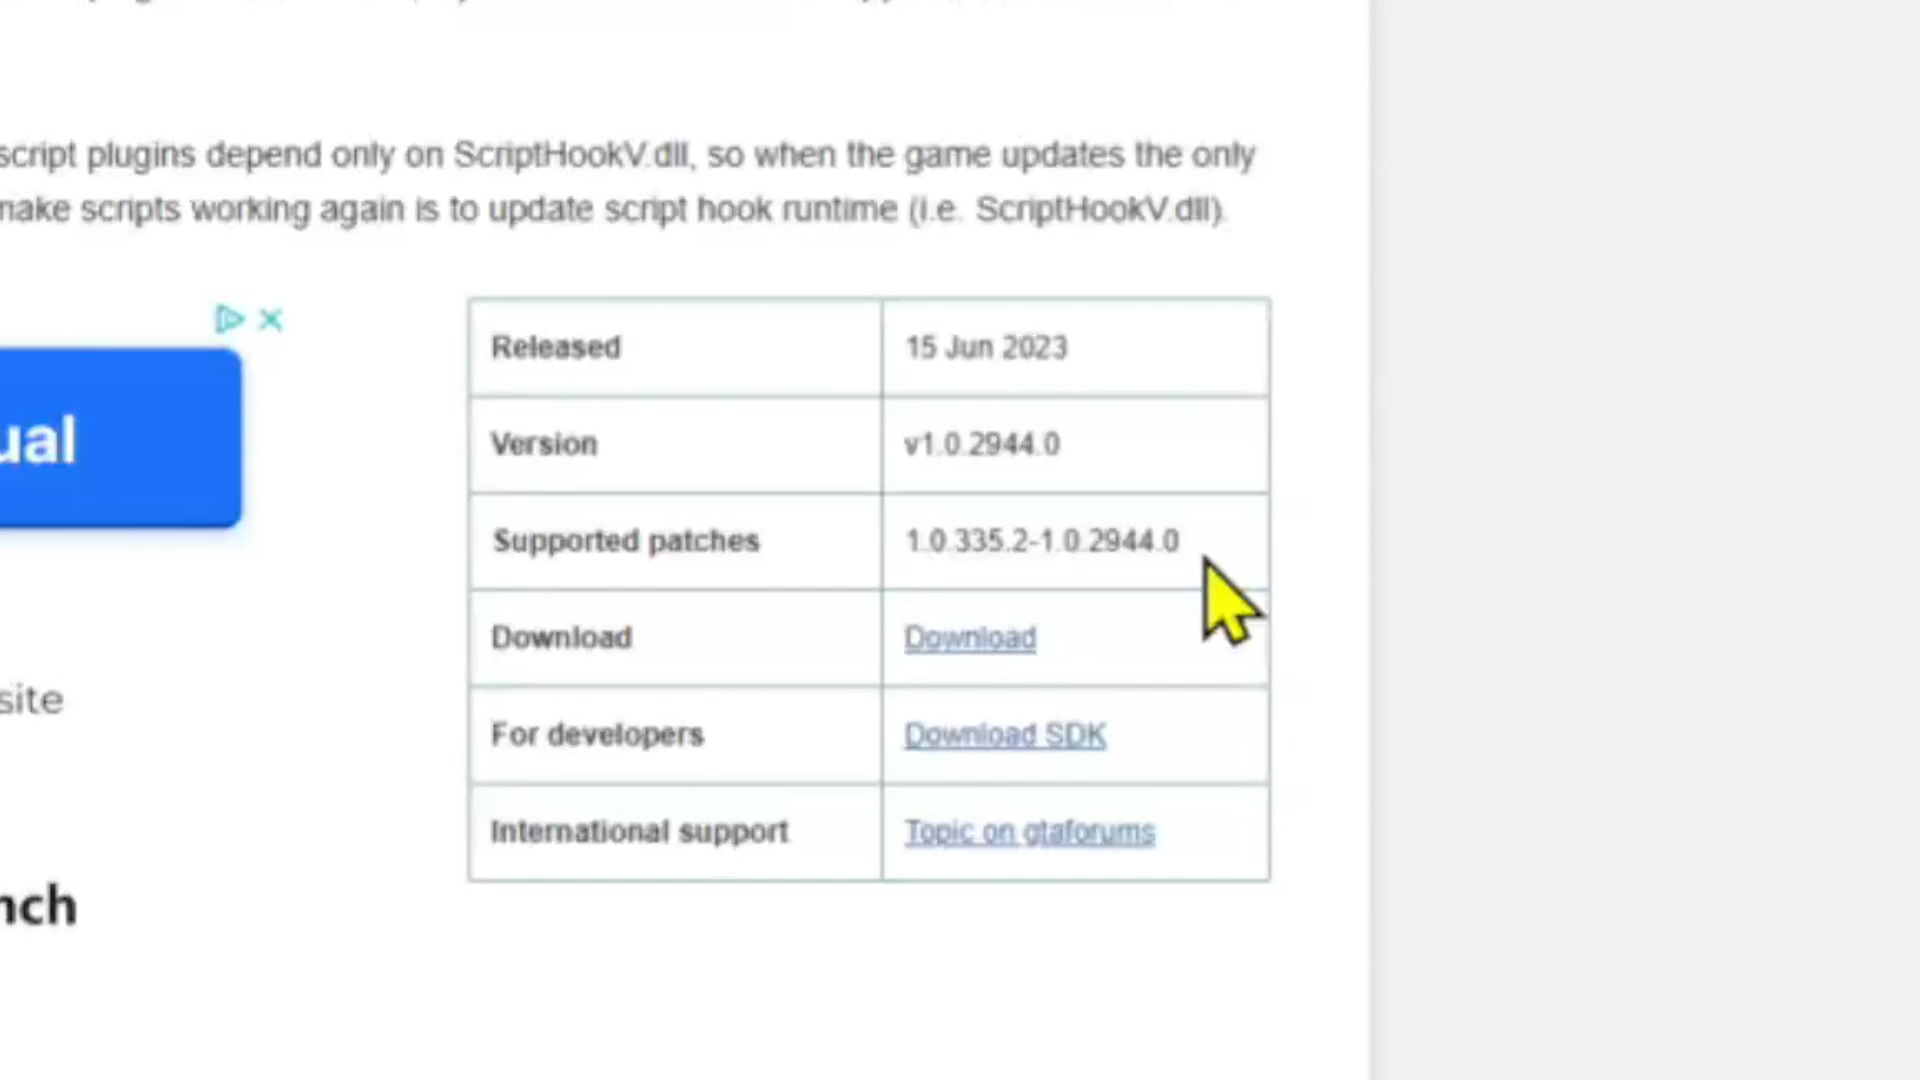 script plugins depend only on ScriptHookV.dll, so when the game updates the only
make scripts working again is to update script hook runtime (i.e. ScriptHookV.dll).
Released 15 Jun 2023
ual
Version v1.0.2944.0
Supported patches 1.0.335.2-1.0.2944.0
Download Download
site
For developers Download SDK
International support Topic on gtaforums
nch